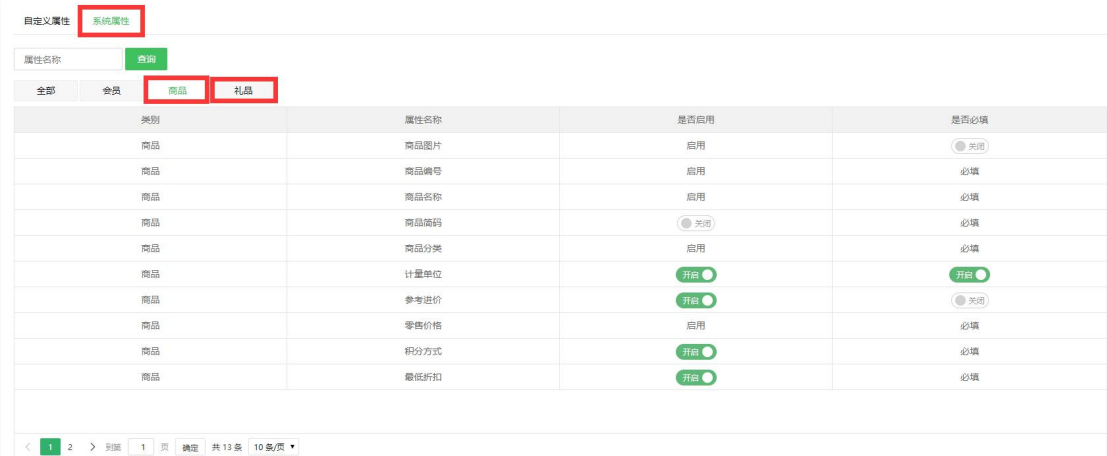 自定义属性 系统属性
属性名称 查询
全部 会员 商品 礼品
类别 属性名称 是否启用 是否必填
商品 商品图片 启用 关闭
商品 商品编号 启用 必填
商品 商品名称 启用 必填
商品 商品简码 关闭 必填
商品 商品分类 启用 必填
商品 计量单位 开启 开启
商品 参考进价 开启 关闭
商品 零售价格 启用 必填
商品 积分方式 开启 必填
商品 最低折扣 开启 必填
< 1 2 > 到第 1 页 确定 共 13 条 10 条/页